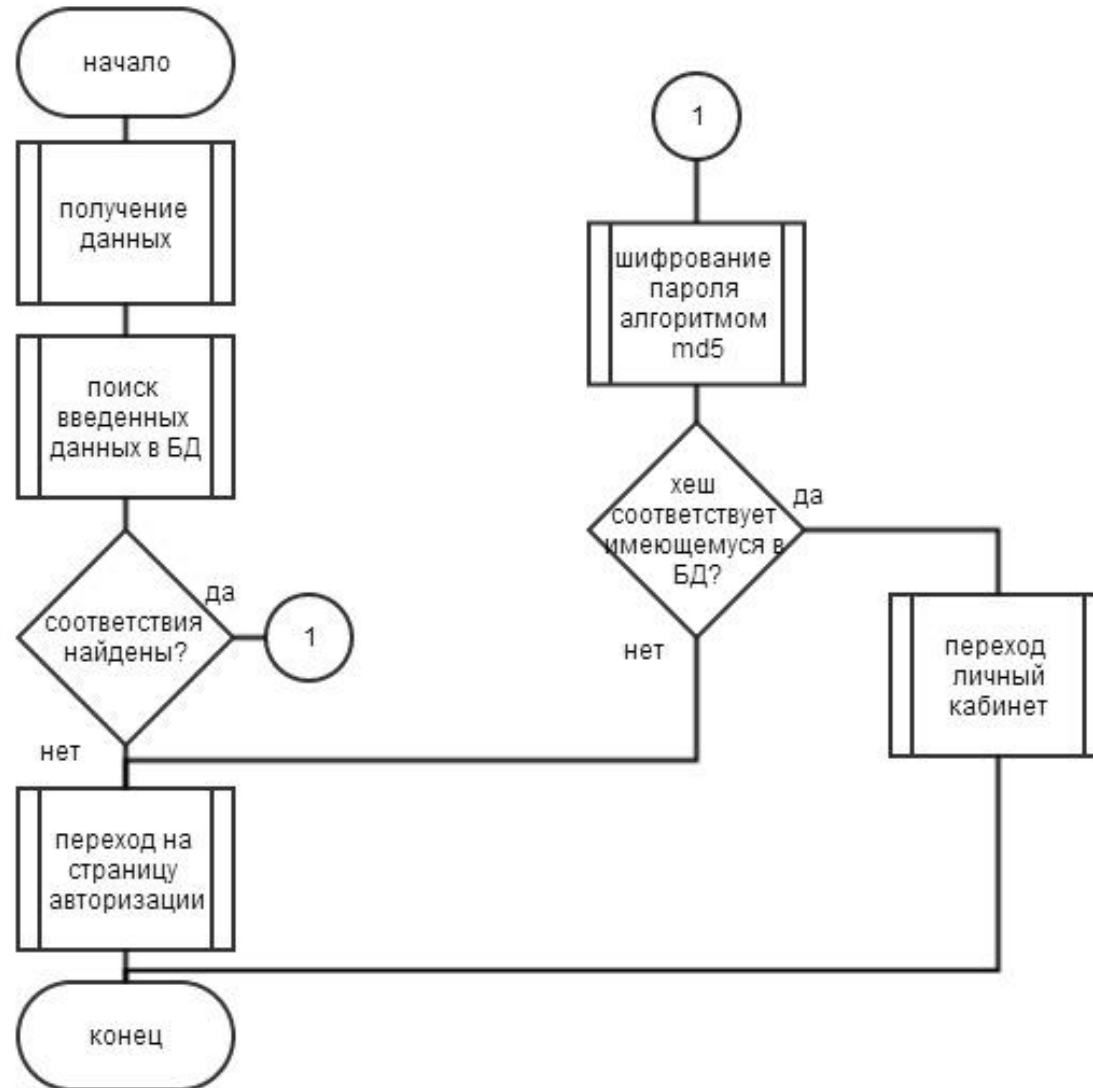 начало
получение
данных
поиск
введенных
данных в БД
соответствия
найдены?
да
1
нет
переход на
страницу
авторизации
конец
1
шифрование
пароля
алгоритмом
md5
хеш
соответствует
имеющемуся в
БД?
да
нет
переход
личный
кабинет